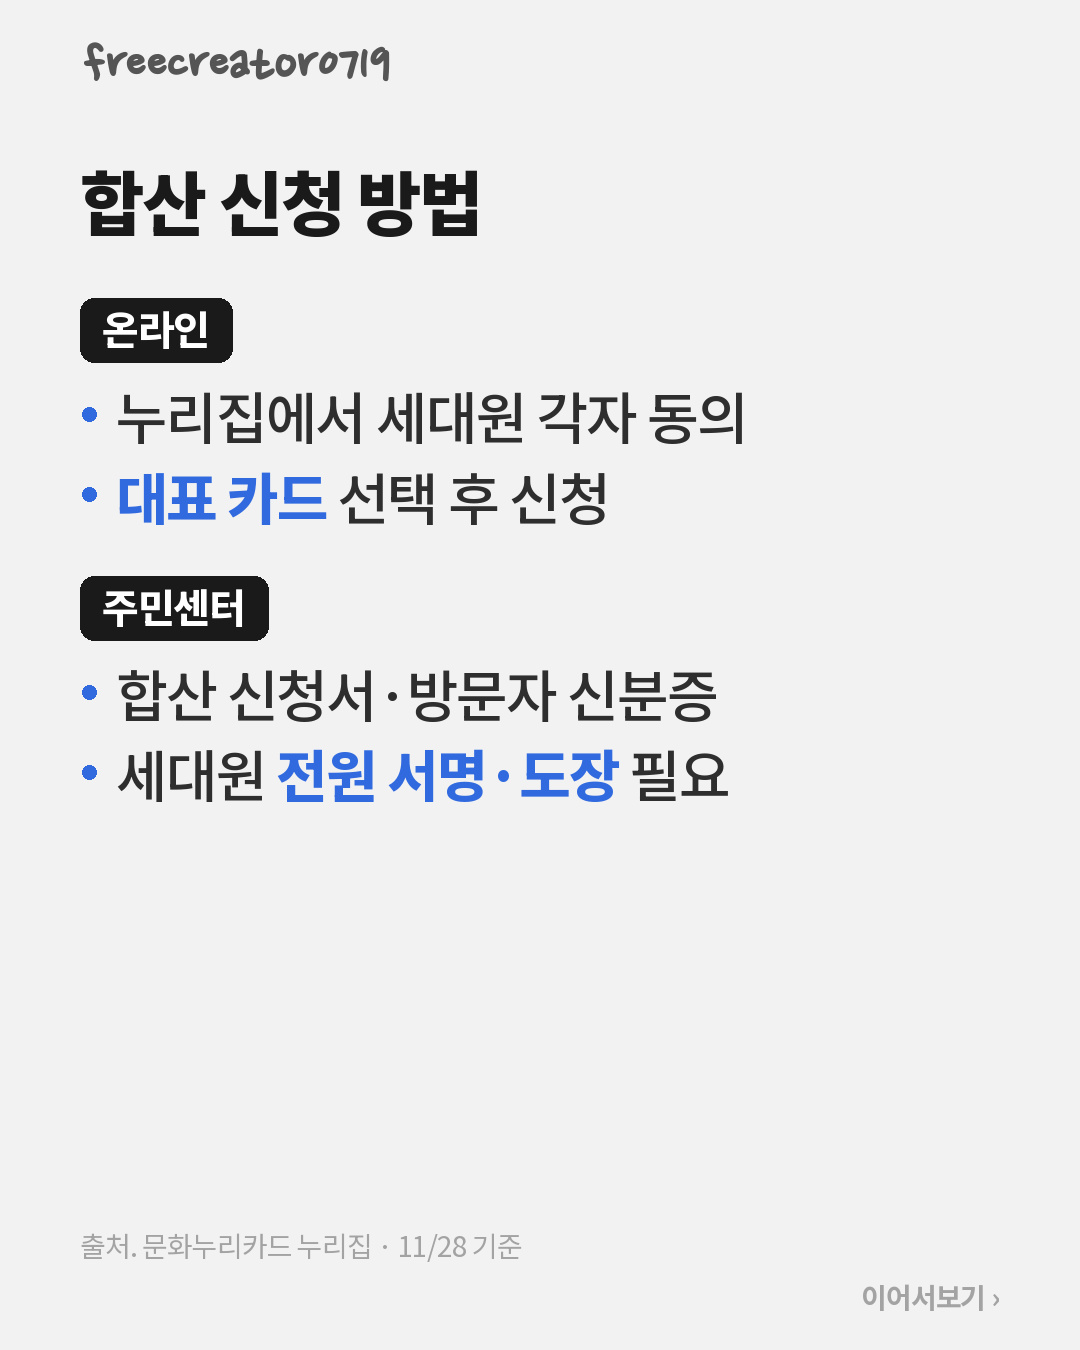 freecreator0719
합산 신청 방법
온라인
• 누리집에서 세대원 각자 동의
• 대표 카드 선택 후 신청
주민센터
• 합산 신청서·방문자 신분증
• 세대원 전원 서명·도장 필요
출처. 문화누리카드 누리집 · 11/28 기준
이어서보기 ›